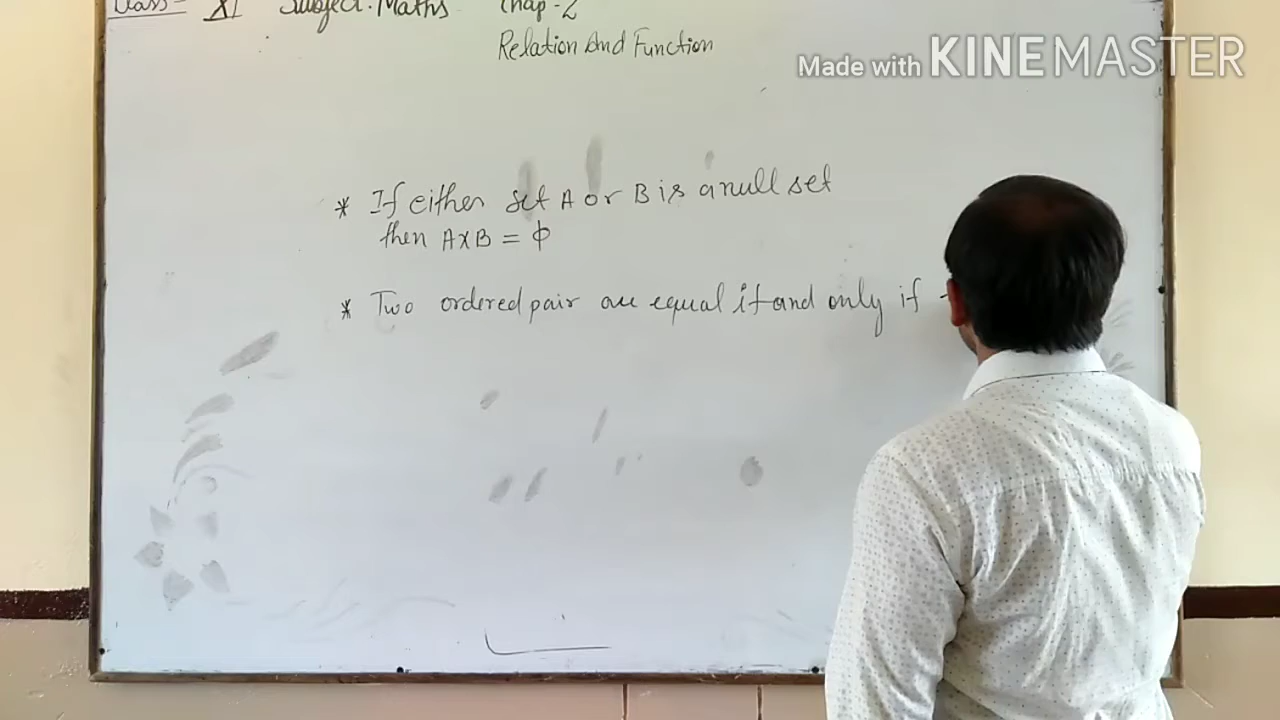 Class - XI Subject. Maths Chap-2
Relation And Function
Made with KINEMASTER
* If either set A or B is a null set
then A×B = ϕ
* Two ordered pair are equal if and only if